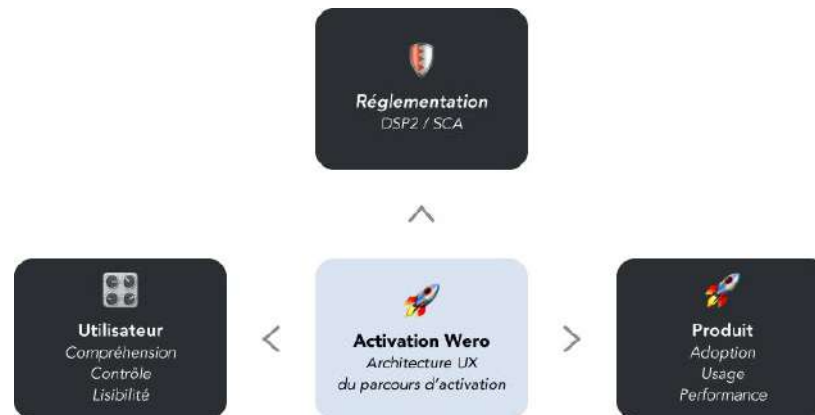 Réglementation
DSP2 / SCA
Utilisateur
Compréhension
Contrôle
Lisibilité
Activation Wero
Architecture UX
du parcours d'activation
Produit
Adoption
Usage
Performance